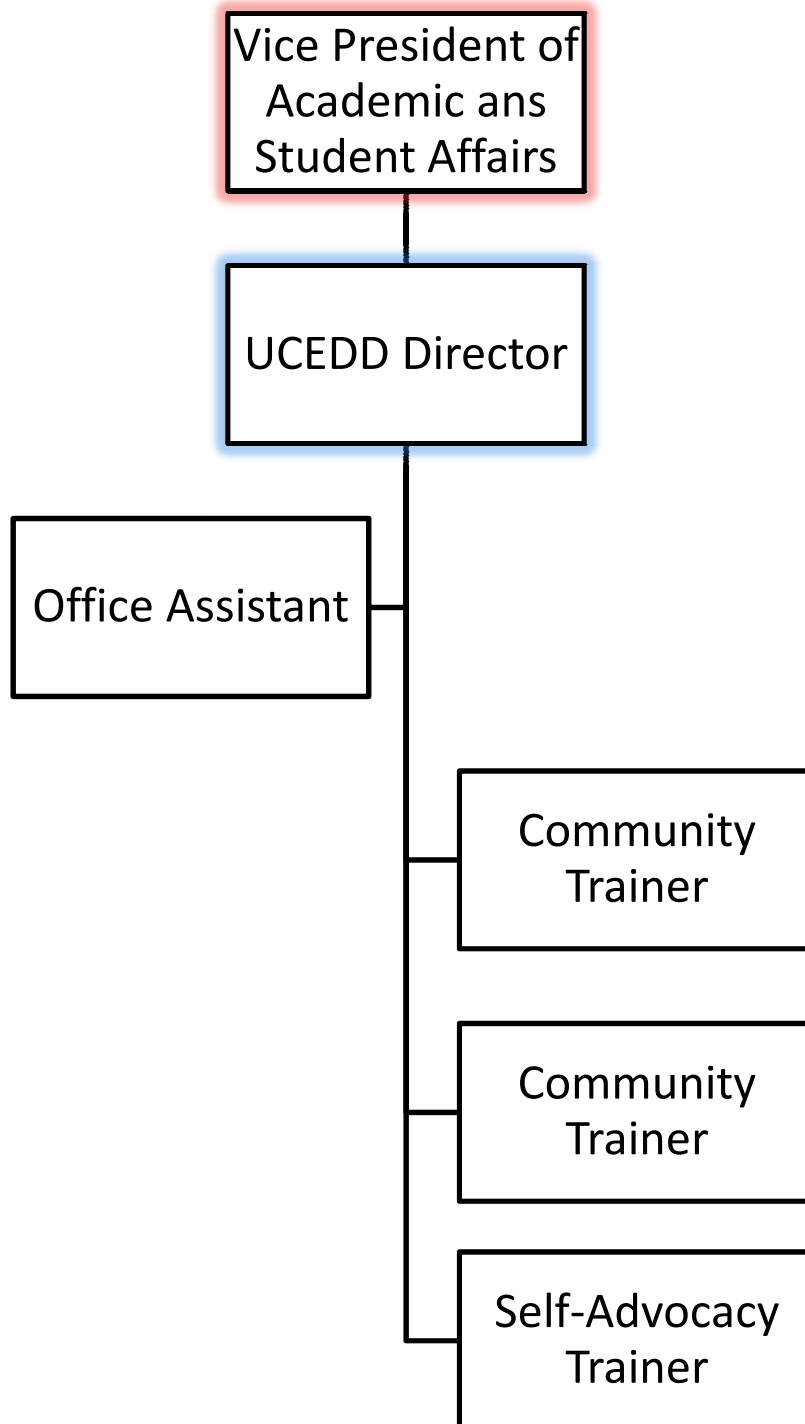 Vice President of
Academic ans
Student Affairs
UCEDD Director
Office Assistant
Community
Trainer
Community
Trainer
Self-Advocacy
Trainer